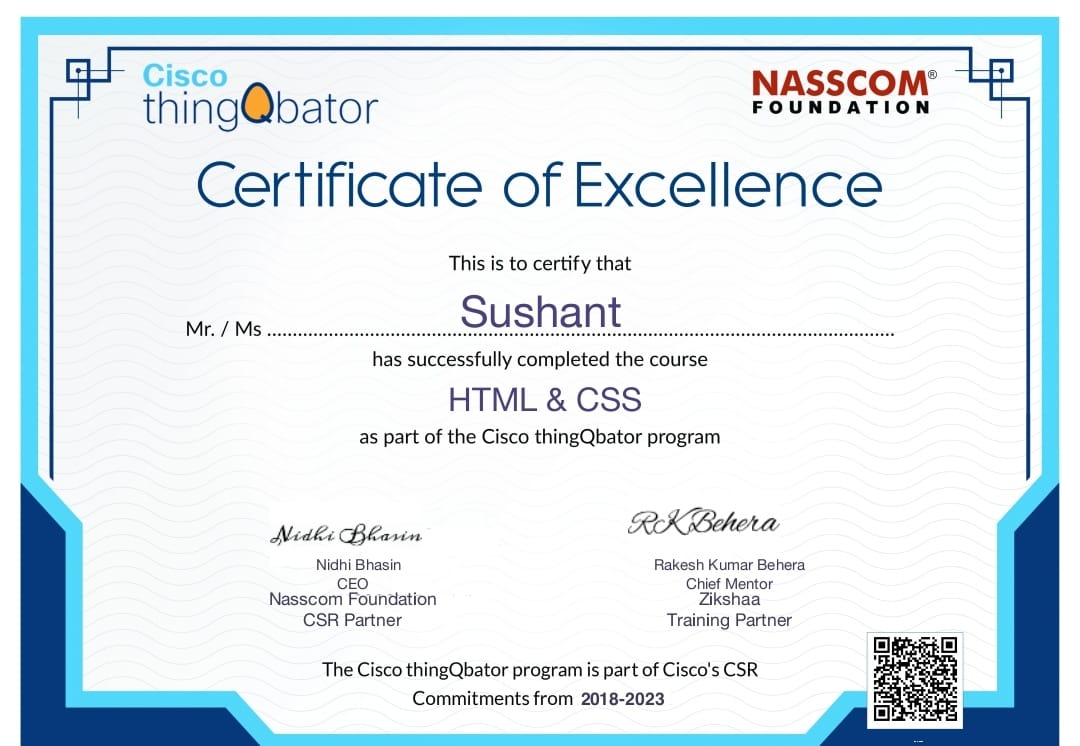 Cisco
thingQbator
NASSCOM®
FOUNDATION
Certificate of Excellence
This is to certify that
Mr. / Ms ........ Sushant ........
has successfully completed the course
HTML & CSS
as part of the Cisco thingQbator program
Nidhi Bhasin
RKBehera
Nidhi Bhasin
CEO
Nasscom Foundation
CSR Partner
Rakesh Kumar Behera
Chief Mentor
Zikshaa
Training Partner
The Cisco thingQbator program is part of Cisco's CSR
Commitments from 2018-2023